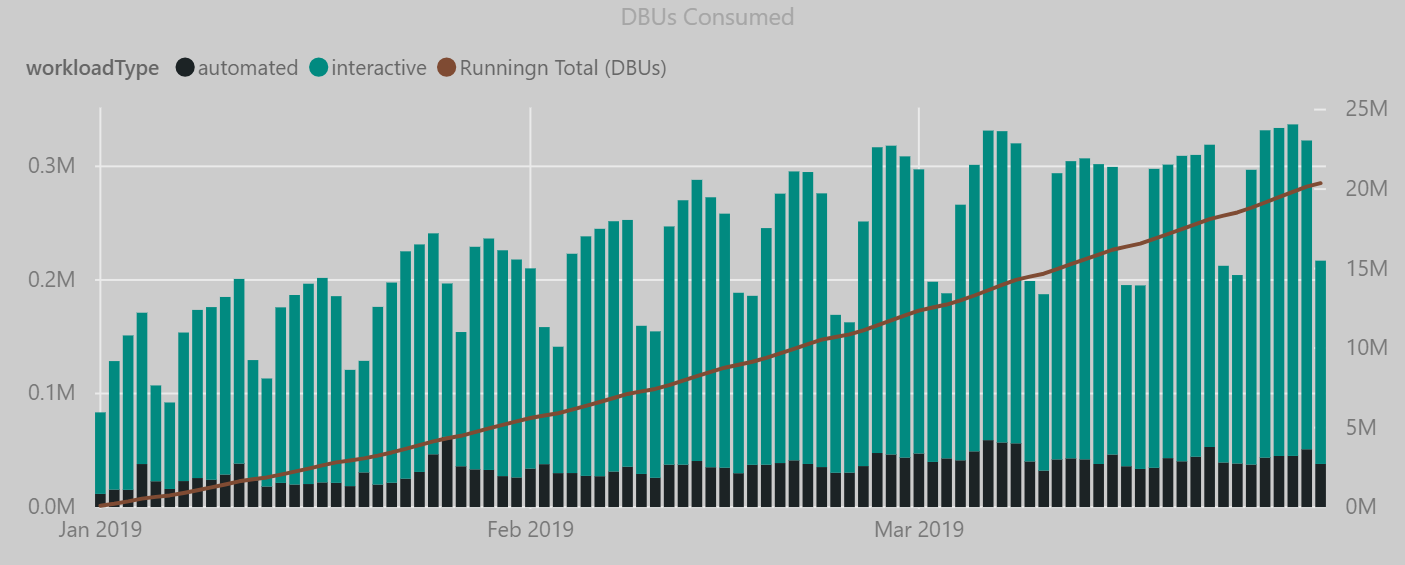 DBUs Consumed
workloadType automated interactive Runningn Total (DBUs)
25M
0.3M
20M
0.2M
15M
10M
0.1M
5M
0.0M
0M
Jan 2019 Feb 2019 Mar 2019